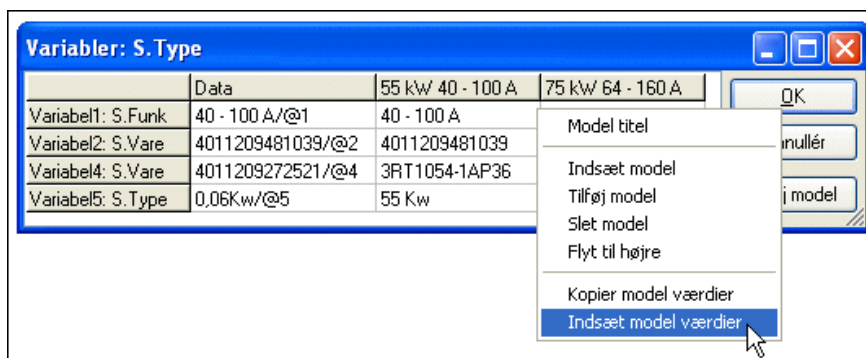 Variabler: S.Type
Data 55 kW 40 - 100 A 75 kW 64 - 160 A
Variabel1: S.Funk 40 - 100 A/@1 40 - 100 A
Variabel2: S.Vare 4011209481039/@2 4011209481039
Variabel4: S.Vare 4011209272521/@4 3RT1054-1AP36
Variabel5: S.Type 0,06Kw/@5 55 Kw
OK
nnullér
j model
Model titel
Indsæt model
Tilføj model
Slet model
Flyt til højre
Kopier model værdier
Indsæt model værdier